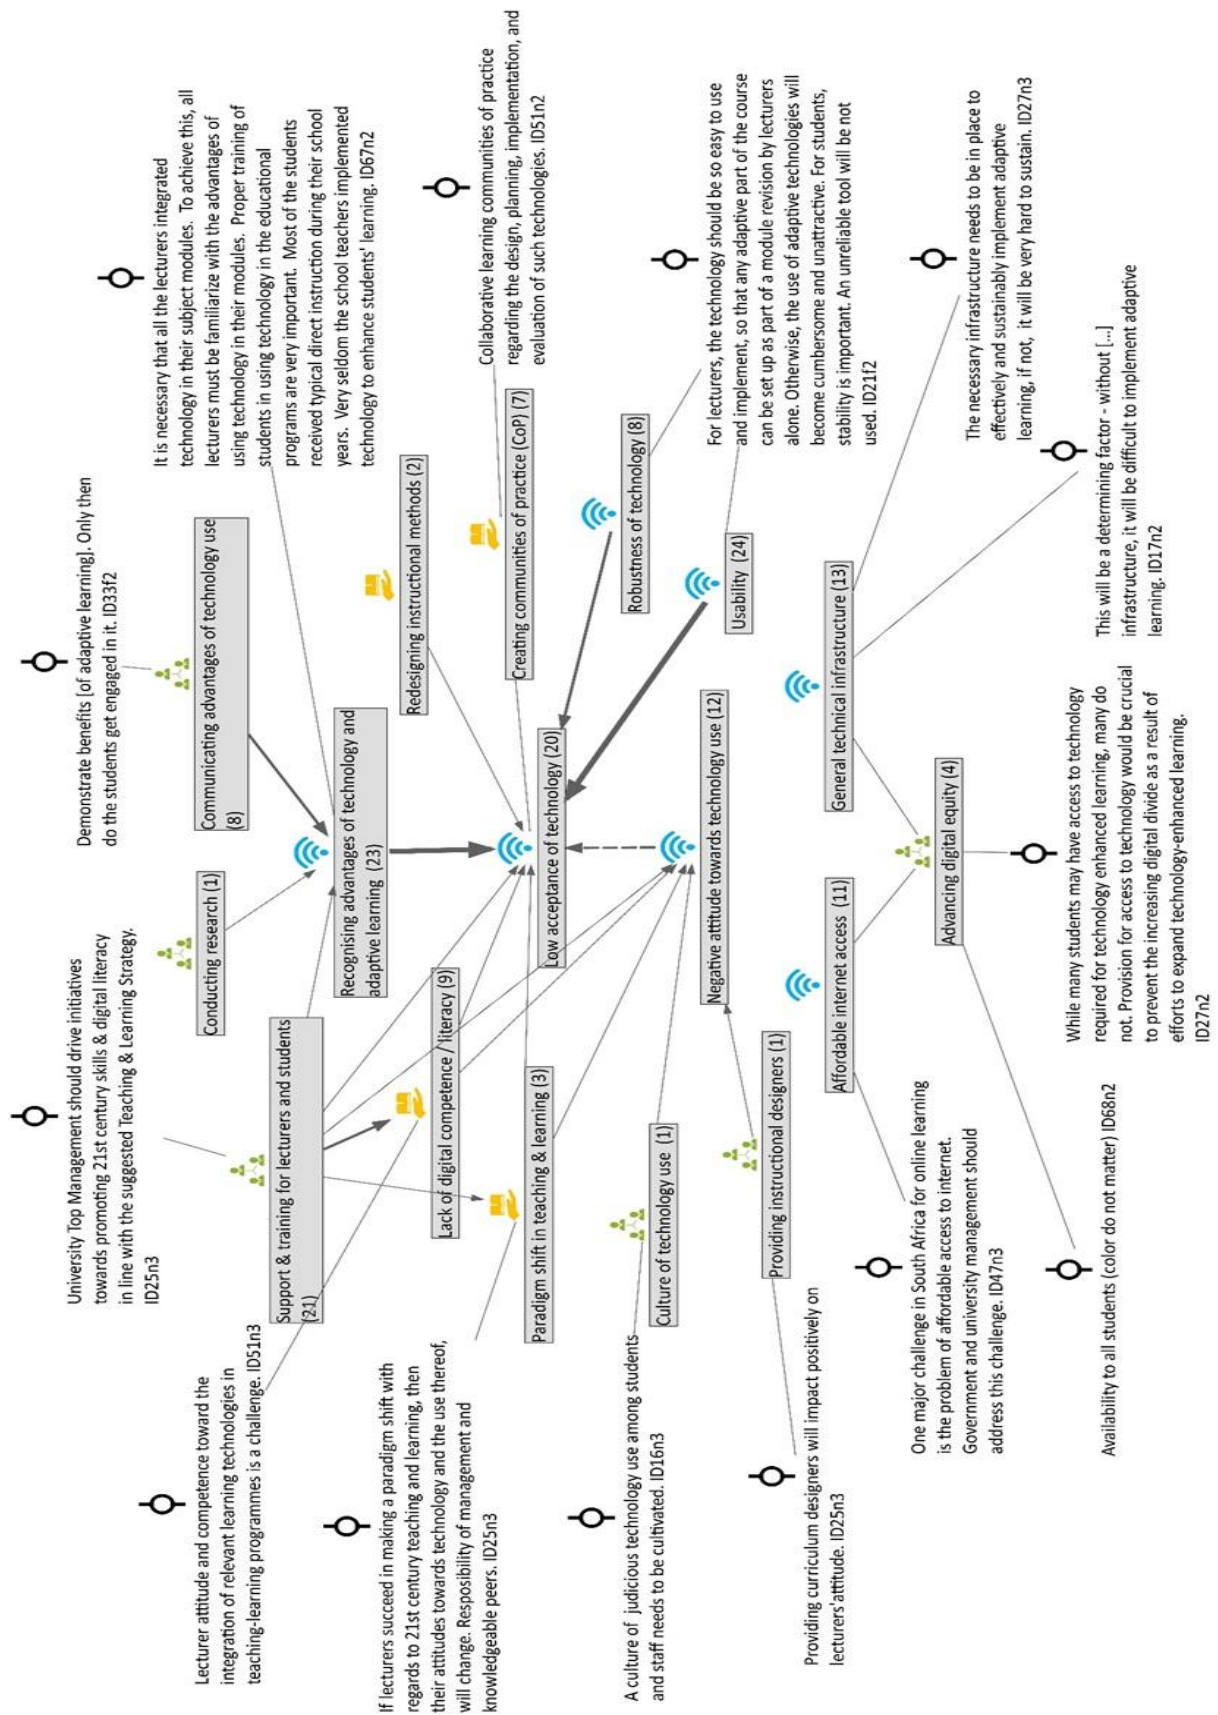 University Top Management should drive initiatives
towards promoting 21st century skills & digital literacy
in line with the suggested Teaching & Learning Strategy.
ID25n3
Demonstrate benefits [of adaptive learning]. Only then
do the students get engaged in it. ID33f2
It is necessary that all the lecturers integrated
technology in their subject modules. To achieve this, all
lecturers must be familiarize with the advantages of
using technology in their modules. Proper training of
students in using technology in the educational
programs are very important. Most of the students
received typical direct instruction during their school
years. Very seldom the school teachers implemented
technology to enhance students' learning. ID67n2
Lecturer attitude and competence toward the
integration of relevant learning technologies in
teaching-learning programmes is a challenge. ID51n3
Support & training for lecturers and students
(21)
Conducting research (1)
Communicating advantages of technology use
(8)
Recognising advantages of technology and
adaptive learning (23)
Redesigning instructional methods (2)
If lecturers succeed in making a paradigm shift with
regards to 21st century teaching and learning, then
their attitudes towards technology and the use thereof,
will change. Resposibility of management and
knowledgeable peers. ID25n3
Lack of digital competence / literacy (9)
Collaborative learning communities of practice
regarding the design, planning, implementation, and
evaluation of such technologies. ID51n2
Creating communities of practice (CoP) (7)
Paradigm shift in teaching & learning (3)
Low acceptance of technology (20)
Robustness of technology (8)
A culture of judicious technology use among students
and staff needs to be cultivated. ID16n3
Culture of technology use (1)
Negative attitude towards technology use (12)
Usability (24)
For lecturers, the technology should be so easy to use
and implement, so that any adaptive part of the course
can be set up as part of a module revision by lecturers
alone. Otherwise, the use of adaptive technologies will
become cumbersome and unattractive. For students,
stability is important. An unreliable tool will be not
used. ID21f2
Providing curriculum designers will impact positively on
lecturers'attitude. ID25n3
Providing instructional designers (1)
Affordable internet access (11)
General technical infrastructure (13)
One major challenge in South Africa for online learning
is the problem of affordable access to internet.
Government and university management should
address this challenge. ID47n3
Advancing digital equity (4)
The necessary infrastructure needs to be in place to
effectively and sustainably implement adaptive
learning, if not, it will be very hard to sustain. ID27n3
Availability to all students (color do not matter) ID68n2
While many students may have access to technology
required for technology enhanced learning, many do
not. Provision for access to technology would be crucial
to prevent the increasing digital divide as a result of
efforts to expand technology-enhanced learning.
ID27n2
This will be a determining factor - without [...]
infrastructure, it will be difficult to implement adaptive
learning. ID17n2